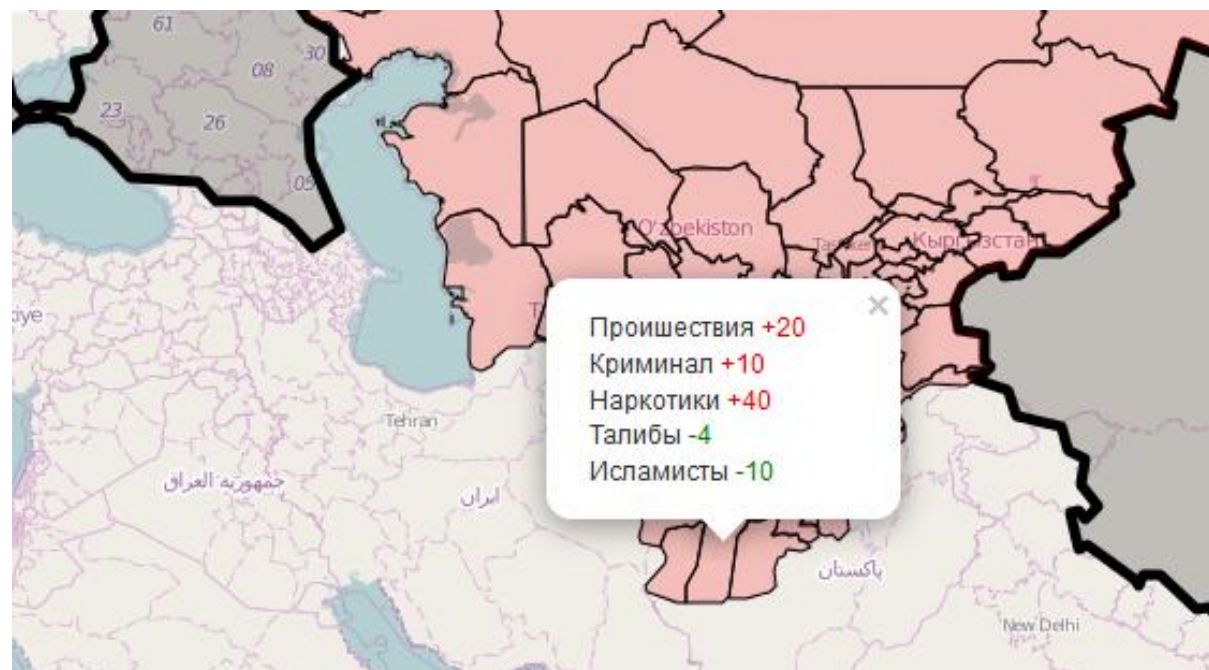 61
30
08
23
26
05
O'zbekiston
Кыргызстан
iye
×
Проишествия +20
Криминал +10
Наркотики +40
Талибы -4
Исламисты -10
Tehran
جمهورية العراق
ایران
پاکستان
New Delhi